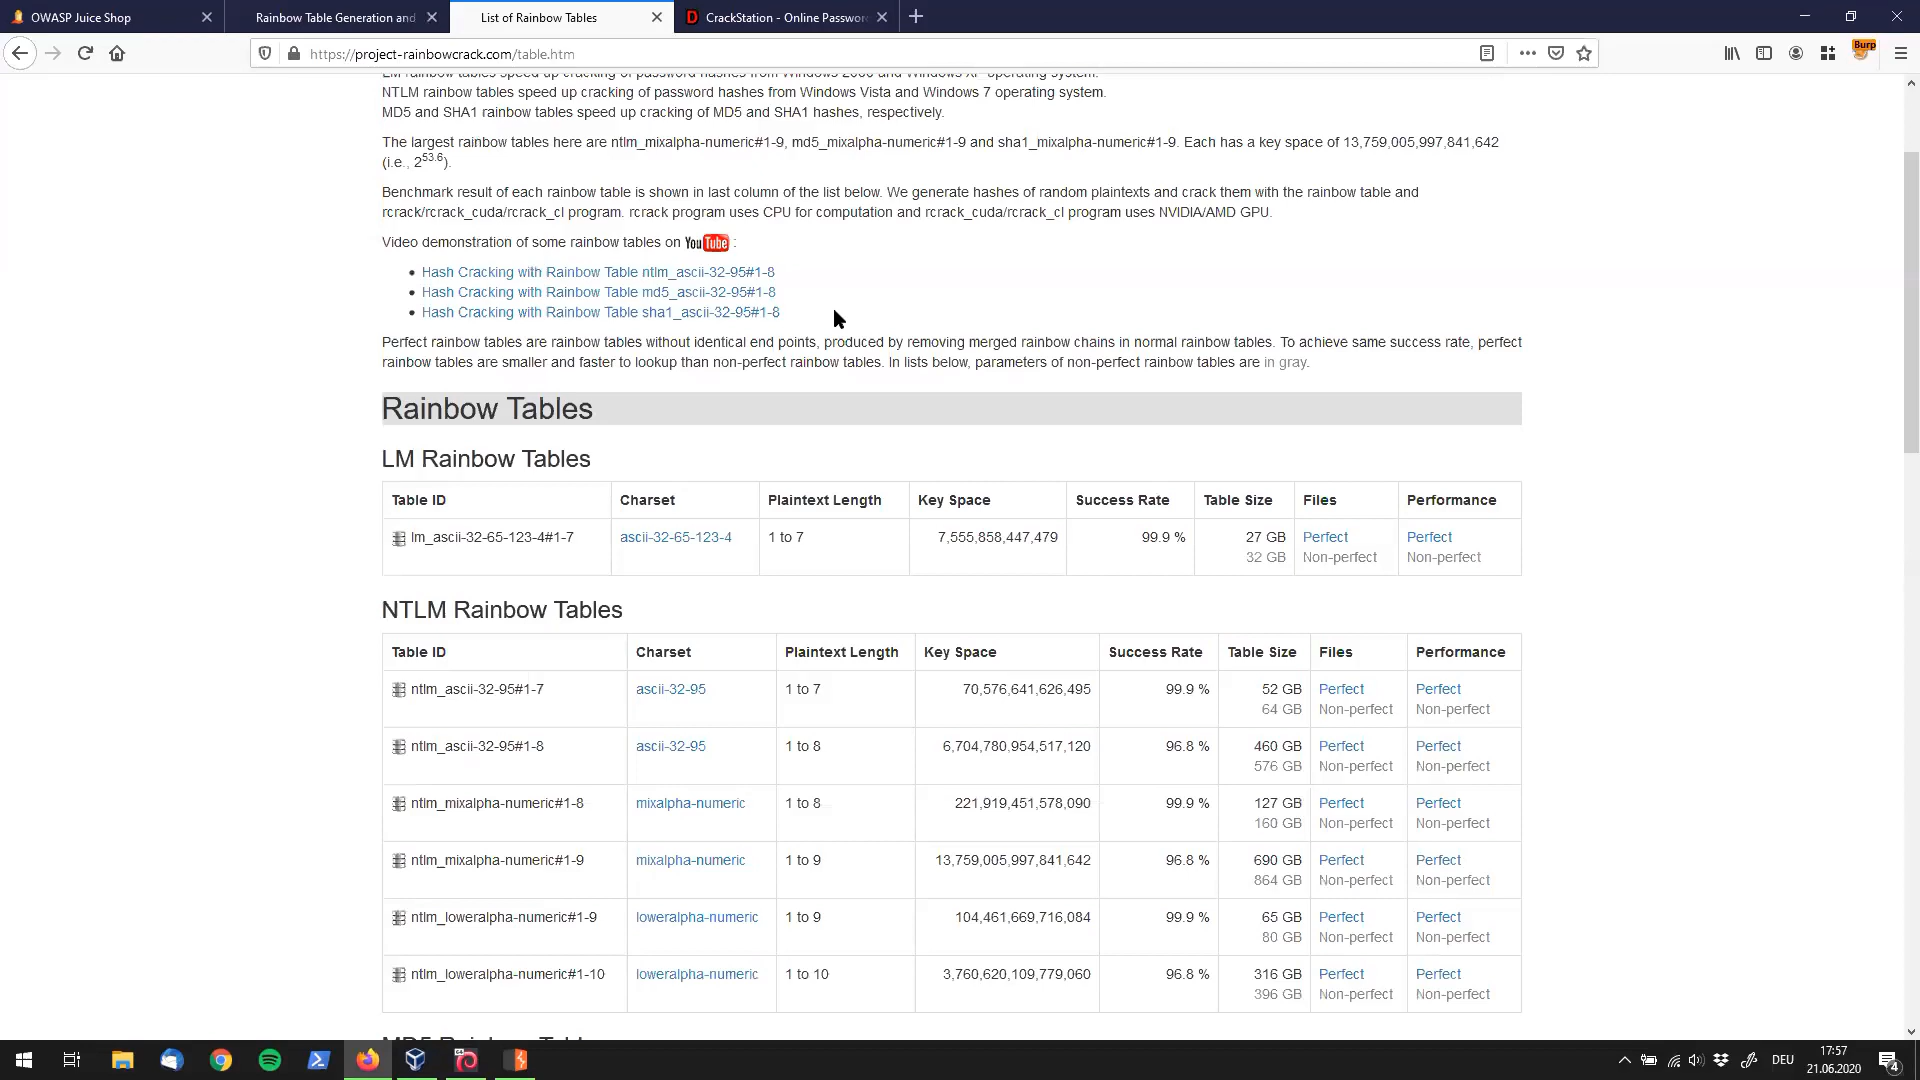 OWASP Juice Shop
Rainbow Table Generation and
List of Rainbow Tables
CrackStation - Online Passwor
https://project-rainbowcrack.com/table.htm
Burp
LM rainbow tables speed up cracking of password hashes from Windows 2000 and Windows XP operating system.
NTLM rainbow tables speed up cracking of password hashes from Windows Vista and Windows 7 operating system.
MD5 and SHA1 rainbow tables speed up cracking of MD5 and SHA1 hashes, respectively.
The largest rainbow tables here are ntlm_mixalpha-numeric#1-9, md5_mixalpha-numeric#1-9 and sha1_mixalpha-numeric#1-9. Each has a key space of 13,759,005,997,841,642
(i.e., 2^53.6).
Benchmark result of each rainbow table is shown in last column of the list below. We generate hashes of random plaintexts and crack them with the rainbow table and
rcrack/rcrack_cuda/rcrack_cl program. rcrack program uses CPU for computation and rcrack_cuda/rcrack_cl program uses NVIDIA/AMD GPU.
Video demonstration of some rainbow tables on YouTube :
• Hash Cracking with Rainbow Table ntlm_ascii-32-95#1-8
• Hash Cracking with Rainbow Table md5_ascii-32-95#1-8
• Hash Cracking with Rainbow Table sha1_ascii-32-95#1-8
Perfect rainbow tables are rainbow tables without identical end points, produced by removing merged rainbow chains in normal rainbow tables. To achieve same success rate, perfect
rainbow tables are smaller and faster to lookup than non-perfect rainbow tables. In lists below, parameters of non-perfect rainbow tables are in gray.
Rainbow Tables
LM Rainbow Tables
Table ID Charset Plaintext Length Key Space Success Rate Table Size Files Performance
lm_ascii-32-65-123-4#1-7 ascii-32-65-123-4 1 to 7 7,555,858,447,479 99.9 % 27 GB Perfect Perfect
32 GB Non-perfect Non-perfect
NTLM Rainbow Tables
Table ID Charset Plaintext Length Key Space Success Rate Table Size Files Performance
ntlm_ascii-32-95#1-7 ascii-32-95 1 to 7 70,576,641,626,495 99.9 % 52 GB Perfect Perfect
64 GB Non-perfect Non-perfect
ntlm_ascii-32-95#1-8 ascii-32-95 1 to 8 6,704,780,954,517,120 96.8 % 460 GB Perfect Perfect
576 GB Non-perfect Non-perfect
ntlm_mixalpha-numeric#1-8 mixalpha-numeric 1 to 8 221,919,451,578,090 99.9 % 127 GB Perfect Perfect
160 GB Non-perfect Non-perfect
ntlm_mixalpha-numeric#1-9 mixalpha-numeric 1 to 9 13,759,005,997,841,642 96.8 % 690 GB Perfect Perfect
864 GB Non-perfect Non-perfect
ntlm_loweralpha-numeric#1-9 loweralpha-numeric 1 to 9 104,461,669,716,084 99.9 % 65 GB Perfect Perfect
80 GB Non-perfect Non-perfect
ntlm_loweralpha-numeric#1-10 loweralpha-numeric 1 to 10 3,760,620,109,779,060 96.8 % 316 GB Perfect Perfect
396 GB Non-perfect Non-perfect
MD5 Rainbow Tables
DEU
17:57
21.06.2020
4